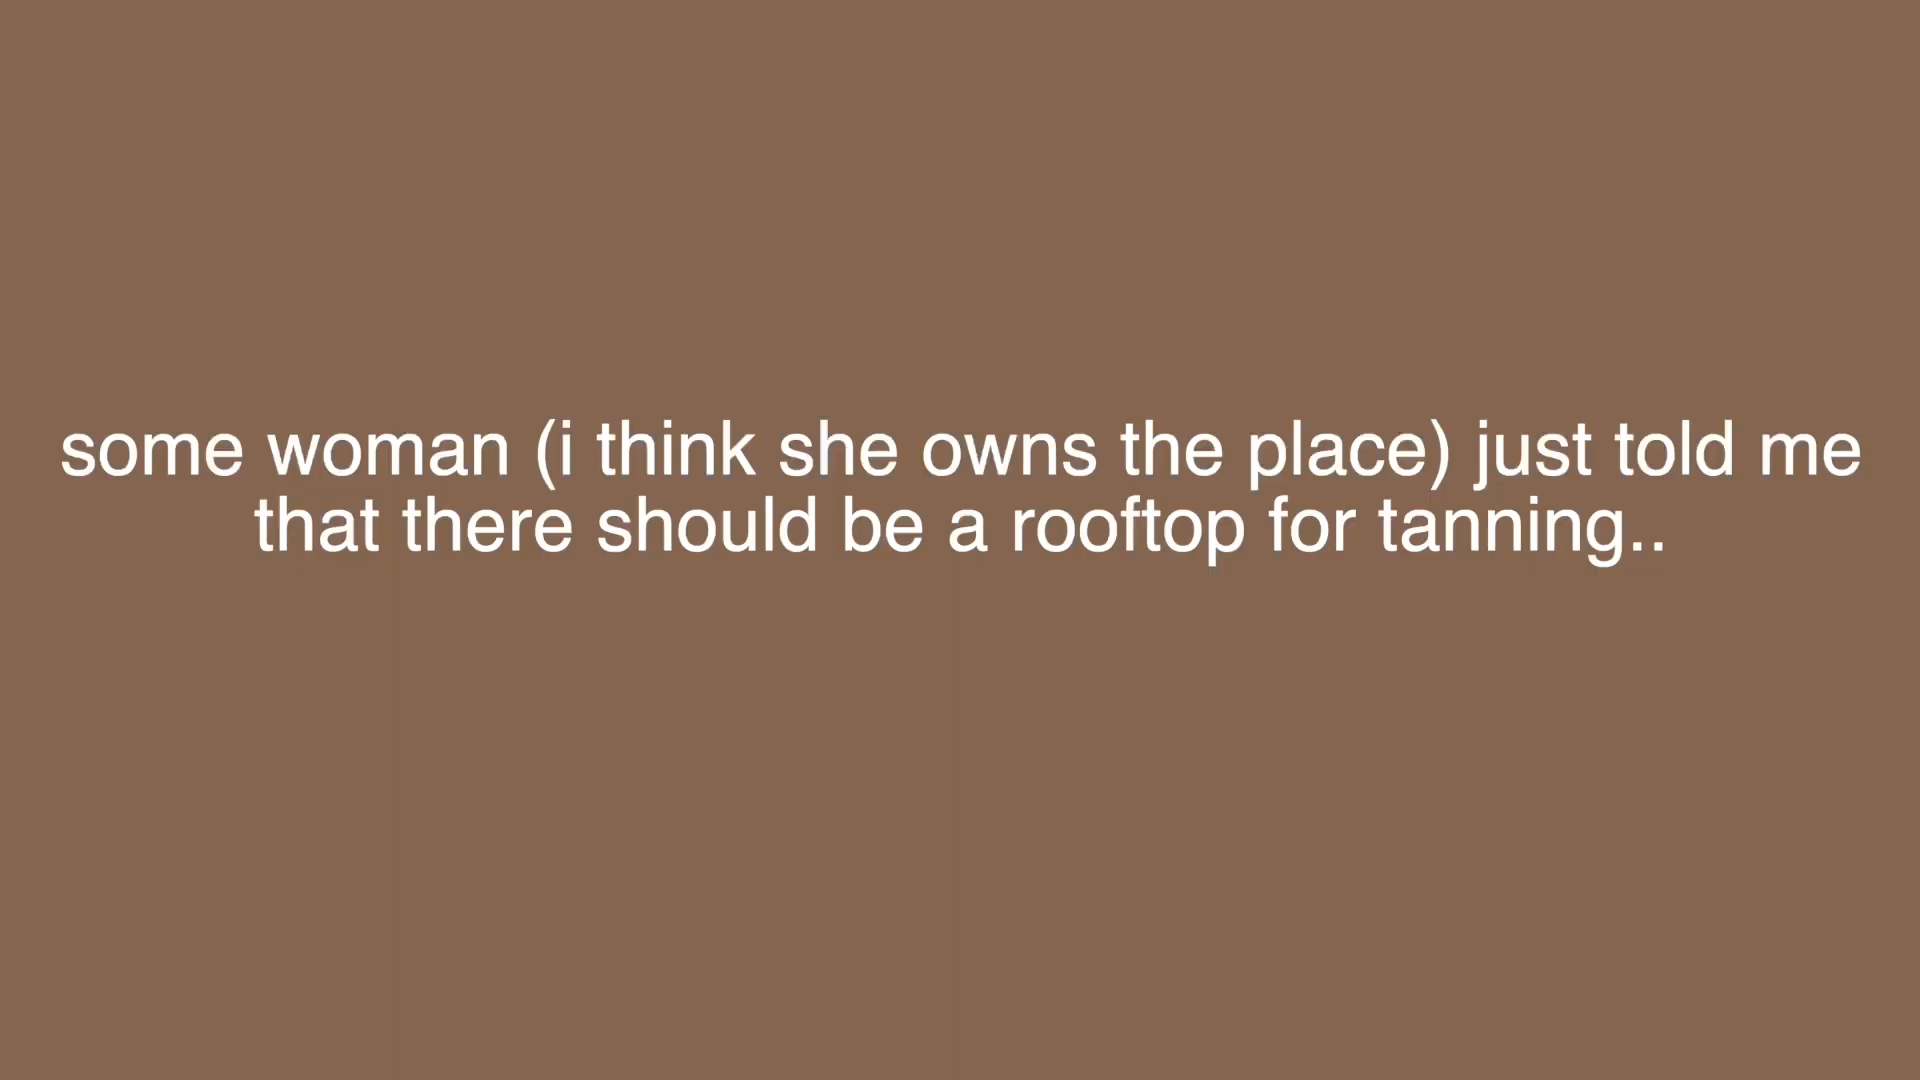 some woman (i think she owns the place) just told me
that there should be a rooftop for tanning..